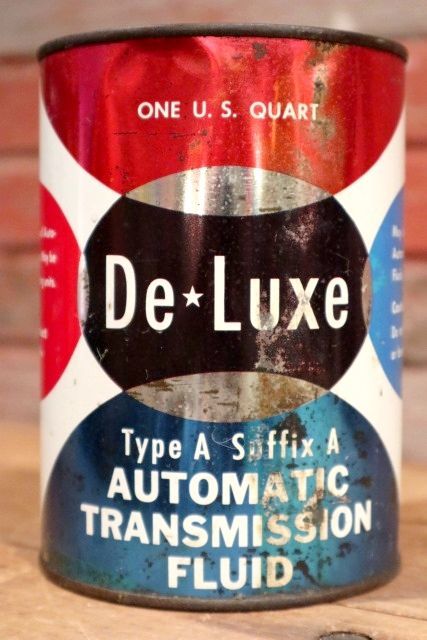 ONE U. S. QUART
De★Luxe
Type A Suffix A
AUTOMATIC
TRANSMISSION
FLUID